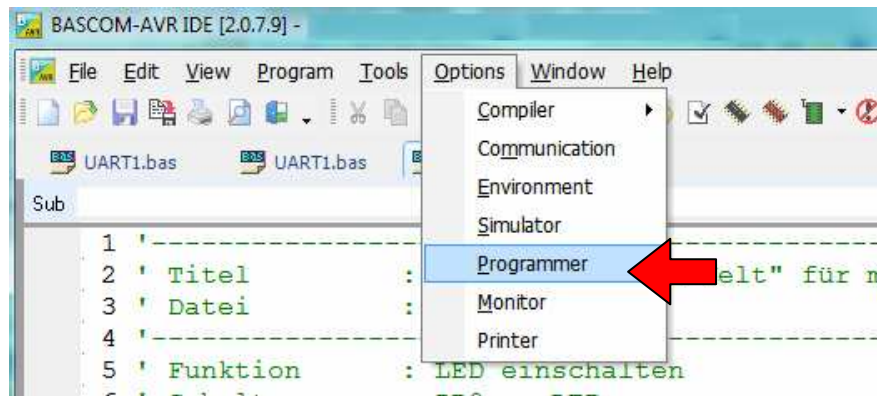 BASCOM-AVR IDE [2.0.7.9] -
File Edit View Program Tools Options Window Help
Compiler
Communication
Environment
Simulator
Programmer
Monitor
Printer
UART1.bas UART1.bas
Sub
1 '--------------------------------------------------
2 ' Titel : elt" für
3 ' Datei :
4 '--------------------------------------------------
5 ' Funktion : LED einschalten